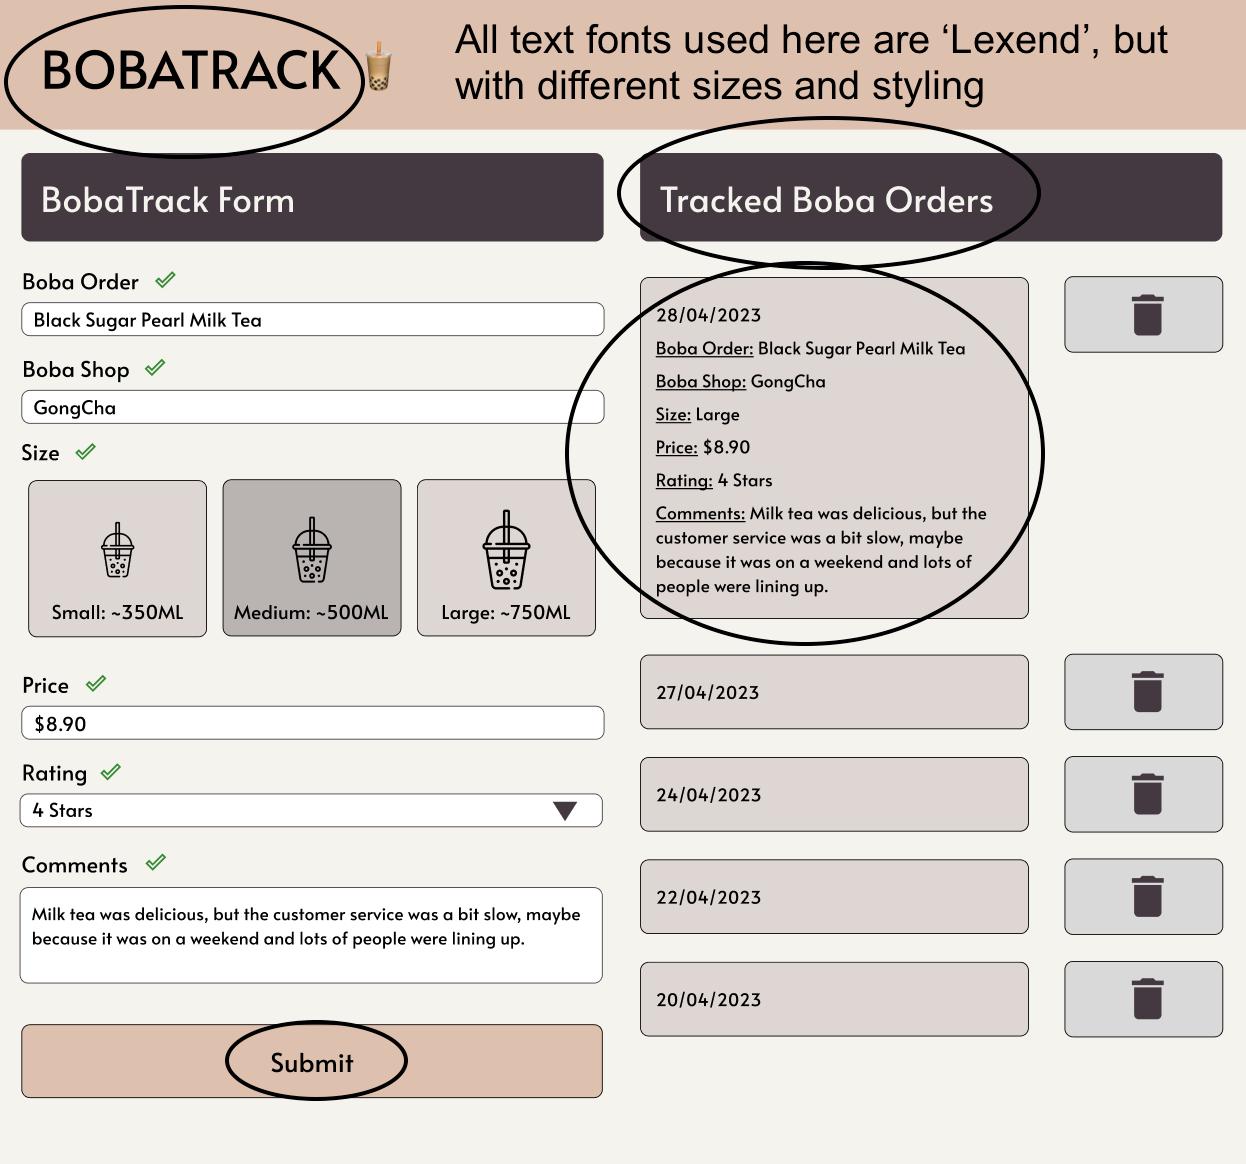 BOBATRACK
All text fonts used here are ‘Lexend’, but
with different sizes and styling
BobaTrack Form
Boba Order
Black Sugar Pearl Milk Tea
Boba Shop
GongCha
Size
Small: ~350ML
Medium: ~500ML
Large: ~750ML
Price
$8.90
Rating
4 Stars
Comments
Milk tea was delicious, but the customer service was a bit slow, maybe
because it was on a weekend and lots of people were lining up.
Submit
Tracked Boba Orders
28/04/2023
Boba Order: Black Sugar Pearl Milk Tea
Boba Shop: GongCha
Size: Large
Price: $8.90
Rating: 4 Stars
Comments: Milk tea was delicious, but the
customer service was a bit slow, maybe
because it was on a weekend and lots of
people were lining up.
27/04/2023
24/04/2023
22/04/2023
20/04/2023